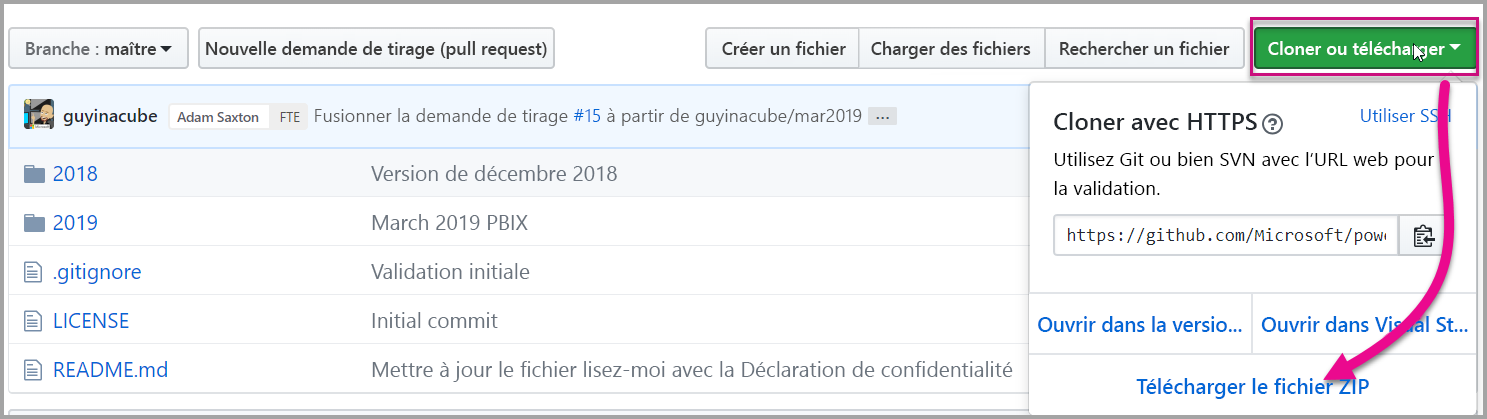 Branche : maître
Nouvelle demande de tirage (pull request)
Créer un fichier
Charger des fichiers
Rechercher un fichier
Cloner ou télécharger
guyinacube
Adam Saxton
FTE
Fusionner la demande de tirage #15 à partir de guyinacube/mar2019
...
2018
Version de décembre 2018
2019
March 2019 PBIX
.gitignore
Validation initiale
LICENSE
Initial commit
README.md
Mettre à jour le fichier lisez-moi avec la Déclaration de confidentialité
Cloner avec HTTPS
?
Utiliser SSH
Utilisez Git ou bien SVN avec l’URL web pour
la validation.
https://github.com/Microsoft/pow
Ouvrir dans la versio...
Ouvrir dans Visual St...
Télécharger le fichier ZIP